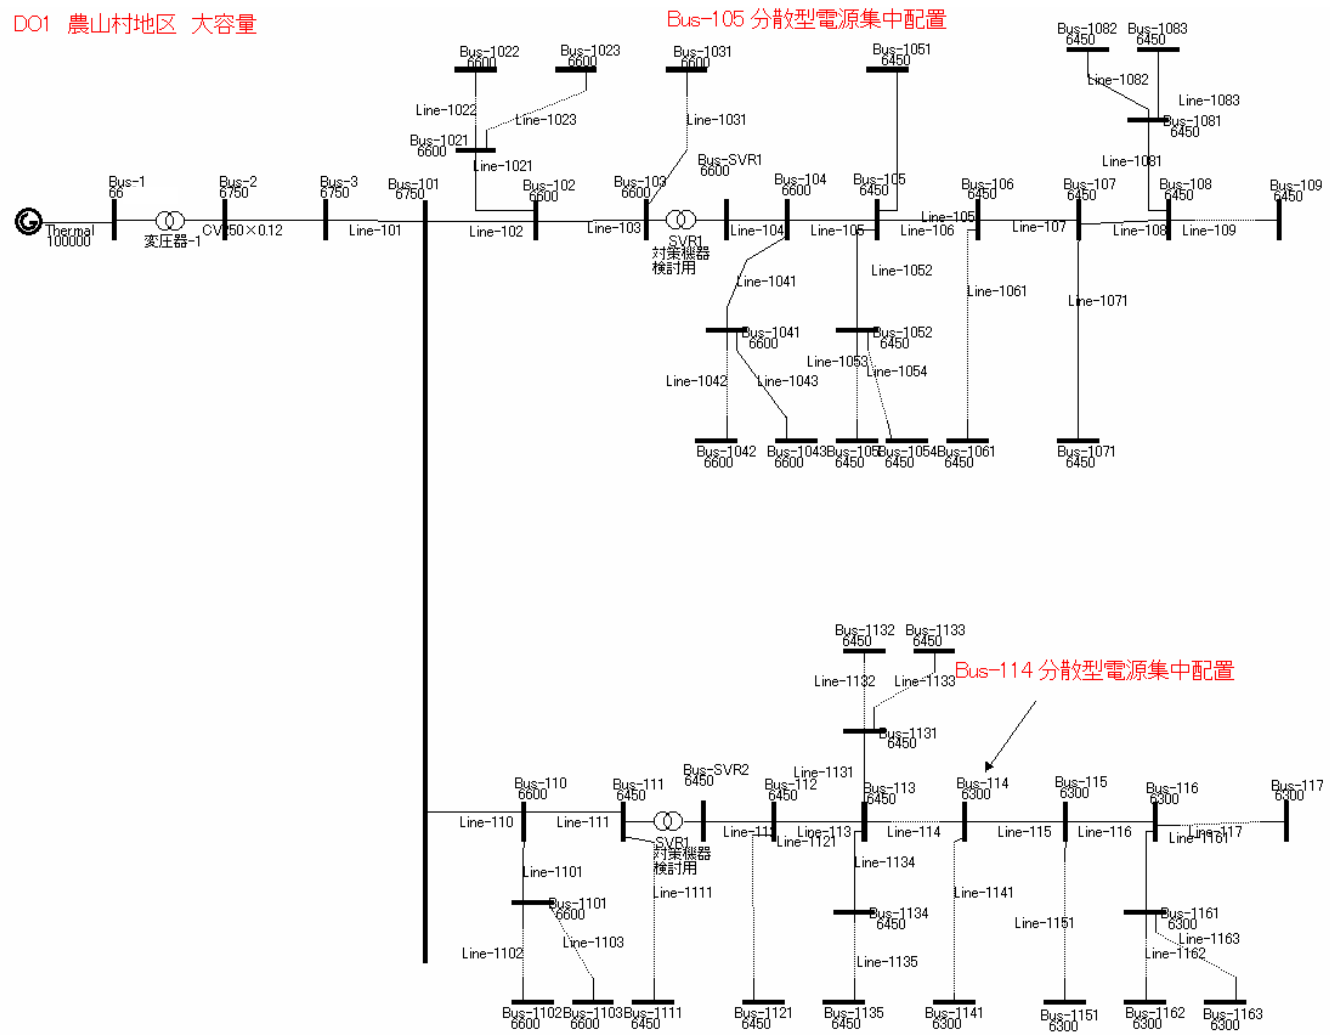 DO1 農山村地区 大容量
Bus-105 分散型電源集中配置
Bus-1022
6600
Bus-1023
6600
Bus-1031
6600
Bus-1051
6450
Bus-1082
6450
Bus-1083
6450
Line-1022
Line-1023
Line-1031
Line-1082
Line-1083
Bus-1021
6600
Bus-1081
6450
Line-1021
Line-1081
Bus-SVR1
6600
Bus-1
66
Bus-2
6750
Bus-3
6750
Bus-101
6750
Bus-102
6600
Bus-103
6600
Bus-104
6600
Bus-105
6450
Bus-106
6450
Bus-107
6450
Bus-108
6450
Bus-109
6450
Thermal
100000
変圧器-1
CV250×0.12
Line-101
Line-102
Line-103
SVR1
対策機器
検討用
Line-104
Line-105
Line-106
Line-105
Line-107
Line-108
Line-109
Line-1041
Line-1052
Line-1061
Line-1071
Bus-1041
6600
Bus-1052
6450
Line-1042
Line-1043
Line-1053
Line-1054
Bus-1042
6600
Bus-1043
6600
Bus-105
6450
Bus-1054
6450
Bus-1061
6450
Bus-1071
6450
Bus-1132
6450
Bus-1133
6450
Bus-114 分散型電源集中配置
Line-1132
Line-1133
Bus-1131
6450
Line-1131
Bus-110
6600
Bus-111
6450
Bus-SVR2
6450
Bus-112
6450
Bus-113
6450
Bus-114
6300
Bus-115
6300
Bus-116
6300
Bus-117
6300
Line-110
Line-111
SVR1
対策機器
検討用
Line-113
Line-1121
Line-114
Line-115
Line-116
Line-117
Line-1161
Line-1101
Line-1111
Line-1134
Line-1141
Line-1151
Bus-1101
6600
Bus-1134
6450
Bus-1161
6300
Line-1102
Line-1103
Line-1135
Line-1162
Line-1163
Bus-1102
6600
Bus-1103
6600
Bus-1111
6450
Bus-1121
6450
Bus-1135
6450
Bus-1141
6300
Bus-1151
6300
Bus-1162
6300
Bus-1163
6300